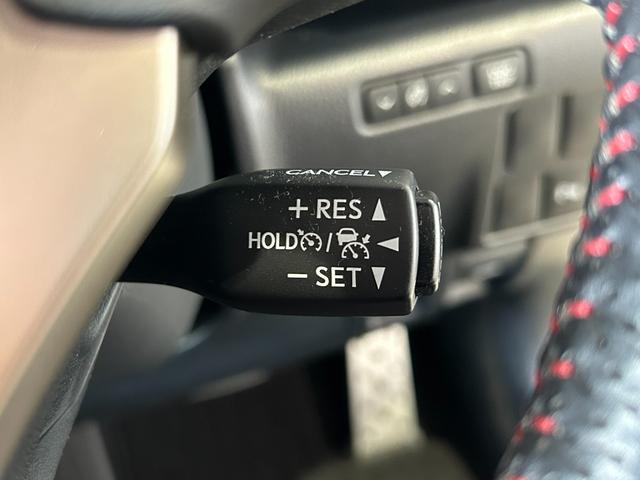 CANCEL▼
+ RES ▲
HOLD / ◀
− SET ▼